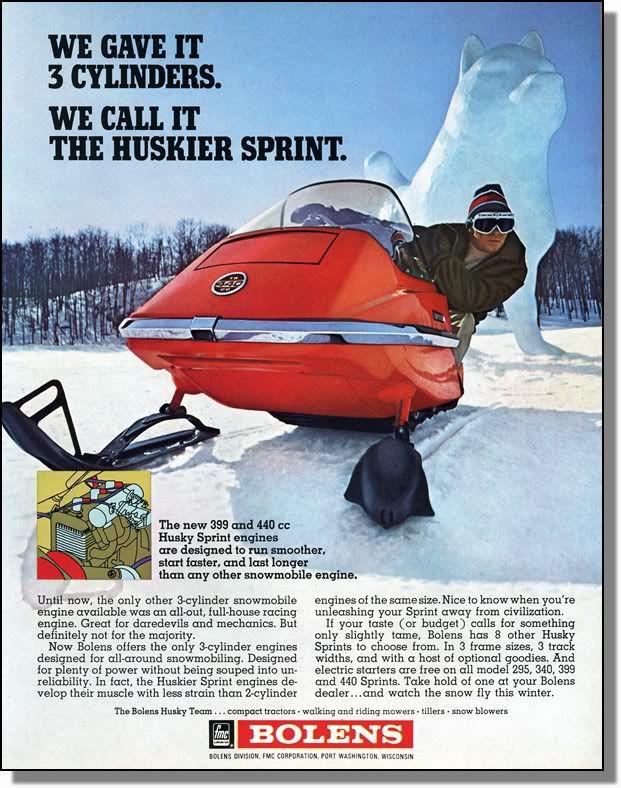 WE GAVE IT
3 CYLINDERS.
WE CALL IT
THE HUSKIER SPRINT.
The new 399 and 440 cc
Husky Sprint engines
are designed to run smoother,
start faster, and last longer
than any other snowmobile engine.
Until now, the only other 3-cylinder snowmobile
engine available was an all-out, full-house racing
engine. Great for daredevils and mechanics. But
definitely not for the majority.
Now Bolens offers the only 3-cylinder engines
designed for all-around snowmobiling. Designed
for plenty of power without being souped into un-
reliability. In fact, the Huskier Sprint engines de-
velop their muscle with less strain than 2-cylinder
engines of the same size. Nice to know when you're
unleashing your Sprint away from civilization.
If your taste (or budget) calls for something
only slightly tame, Bolens has 8 other Husky
Sprints to choose from. In 3 frame sizes, 3 track
widths, and with a host of optional goodies. And
electric starters are free on all model 295, 340, 399
and 440 Sprints. Take hold of one at your Bolens
dealer...and watch the snow fly this winter.
The Bolens Husky Team ... compact tractors • walking and riding mowers • tillers • snow blowers
fmc
BOLENS
BOLENS DIVISION, FMC CORPORATION, PORT WASHINGTON, WISCONSIN